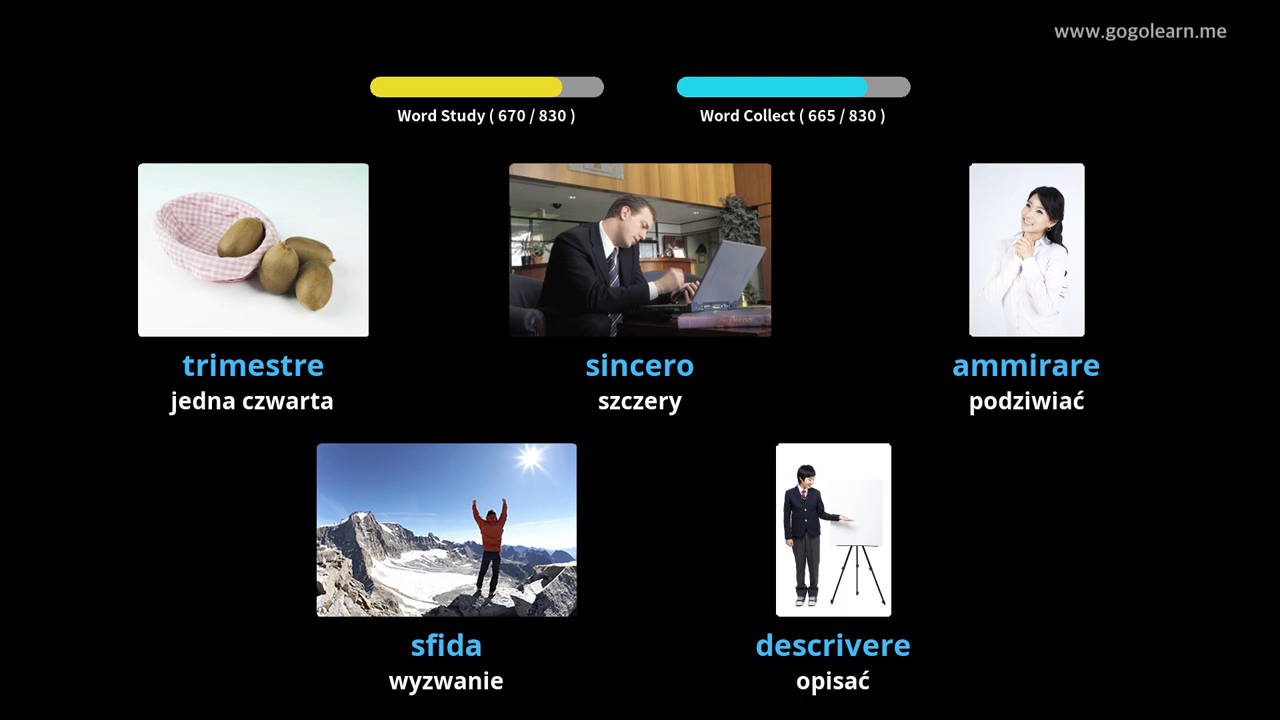 www.gogolearn.me
Word Study ( 670 / 830 )
Word Collect ( 665 / 830 )
trimestre
jedna czwarta
sincero
szczery
ammirare
podziwiać
sfida
wyzwanie
descrivere
opisać